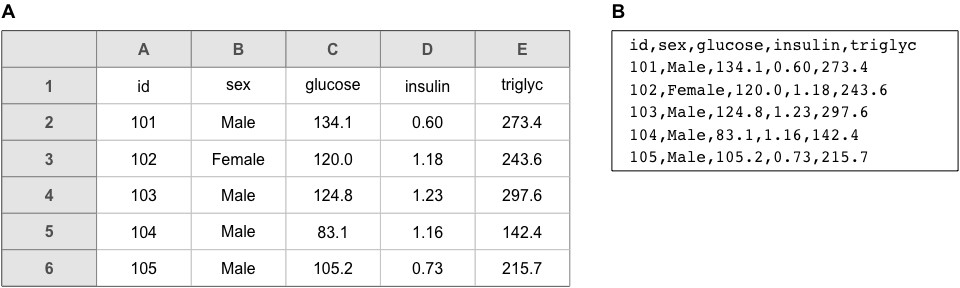 A
A B C D E
1 id sex glucose insulin triglyc
2 101 Male 134.1 0.60 273.4
3 102 Female 120.0 1.18 243.6
4 103 Male 124.8 1.23 297.6
5 104 Male 83.1 1.16 142.4
6 105 Male 105.2 0.73 215.7
B
id,sex,glucose,insulin,triglyc
101,Male,134.1,0.60,273.4
102,Female,120.0,1.18,243.6
103,Male,124.8,1.23,297.6
104,Male,83.1,1.16,142.4
105,Male,105.2,0.73,215.7